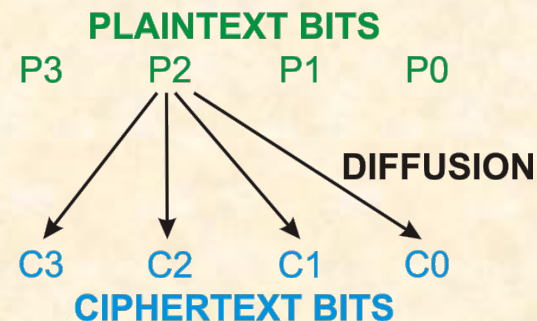 PLAINTEXT BITS
P3 P2 P1 P0
DIFFUSION
C3 C2 C1 C0
CIPHERTEXT BITS